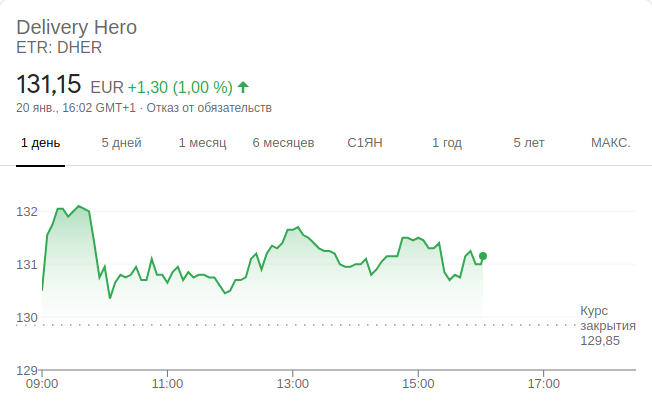 Delivery Hero
ETR: DHER
131,15 EUR +1,30 (1,00 %)
20 янв., 16:02 GMT+1 · Отказ от обязательств
1 день 5 дней 1 месяц 6 месяцев С1ЯН 1 год 5 лет МАКС.
132
131
130
129
Курс
закрытия
129,85
09:00 11:00 13:00 15:00 17:00